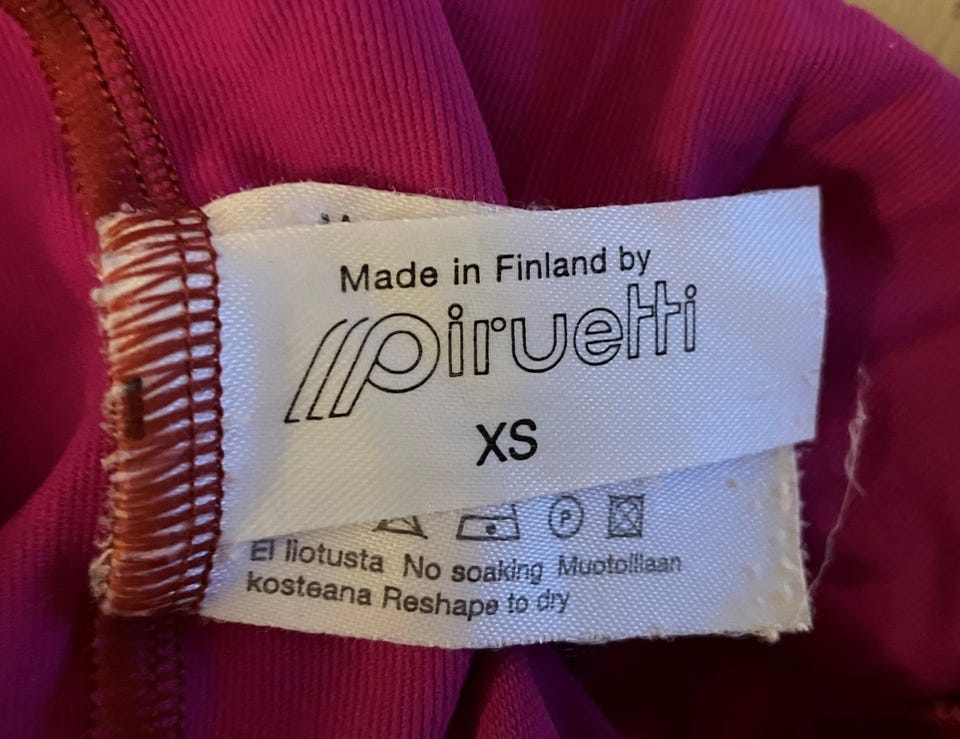 Made in Finland by
piruetti
XS
P
Ei liotusta No soaking Muotoillaan
kosteana Reshape to dry